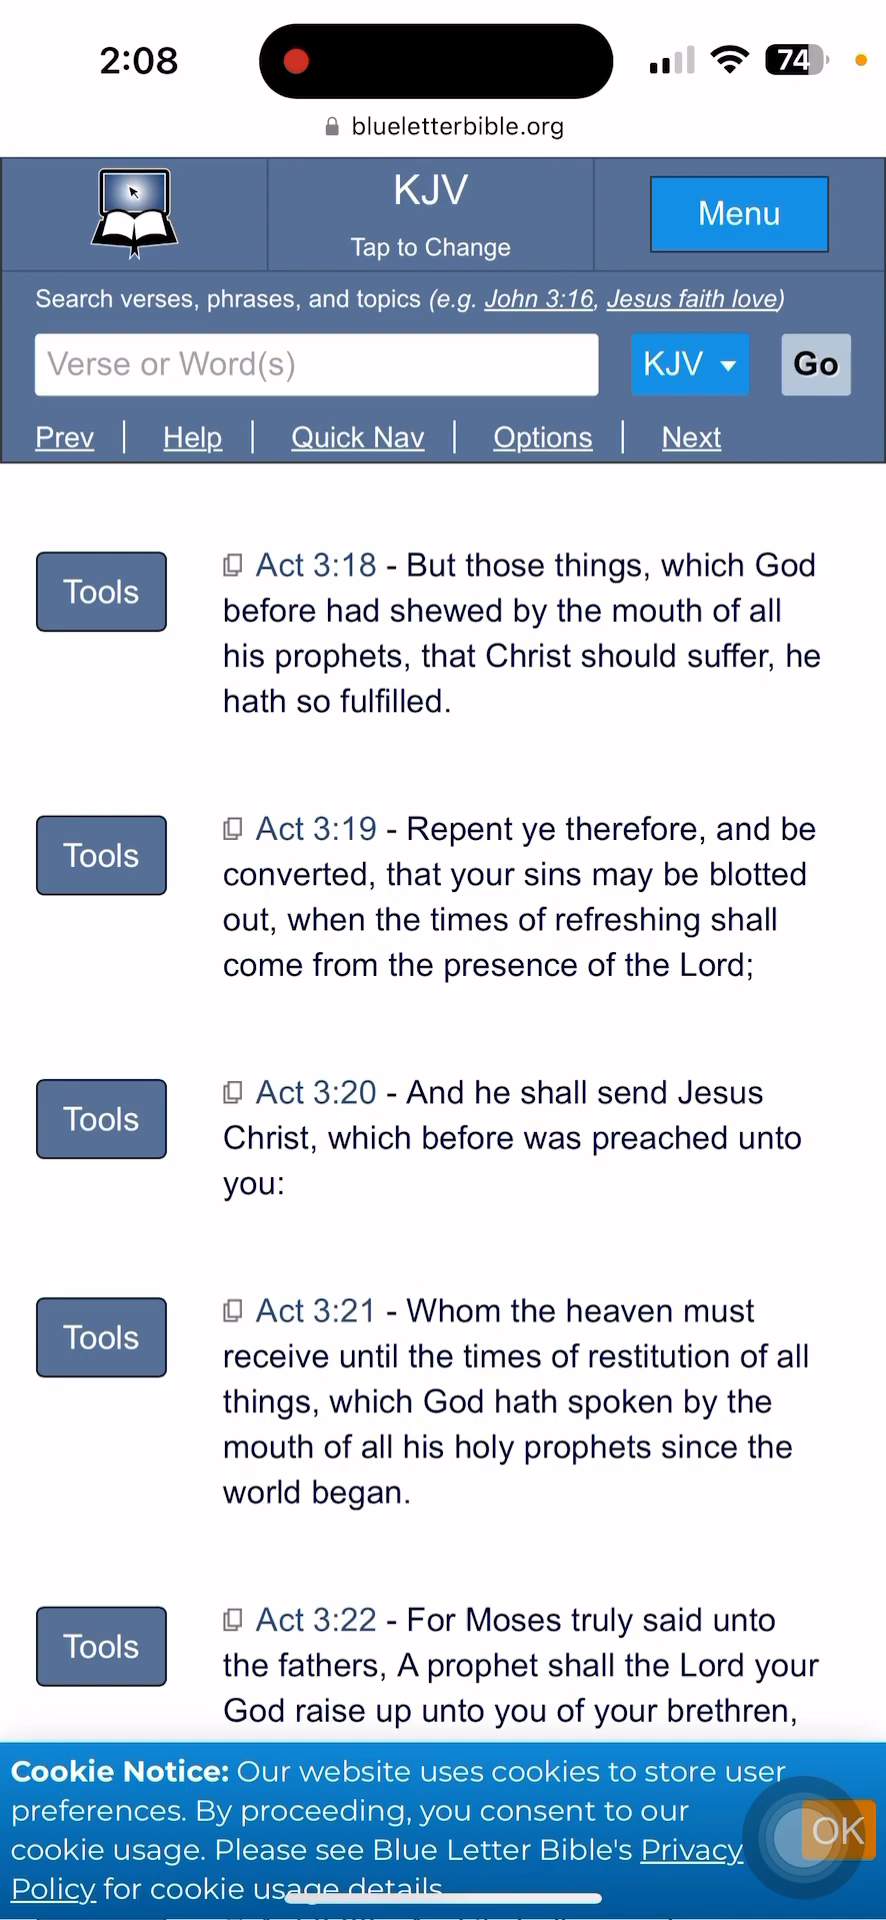 2:08
74
blueletterbible.org
KJV
Tap to Change
Menu
Search verses, phrases, and topics (e.g. John 3:16, Jesus faith love)
Verse or Word(s)
KJV
Go
Prev | Help | Quick Nav | Options | Next
Tools
Act 3:18 - But those things, which God
before had shewed by the mouth of all
his prophets, that Christ should suffer, he
hath so fulfilled.
Tools
Act 3:19 - Repent ye therefore, and be
converted, that your sins may be blotted
out, when the times of refreshing shall
come from the presence of the Lord;
Tools
Act 3:20 - And he shall send Jesus
Christ, which before was preached unto
you:
Tools
Act 3:21 - Whom the heaven must
receive until the times of restitution of all
things, which God hath spoken by the
mouth of all his holy prophets since the
world began.
Tools
Act 3:22 - For Moses truly said unto
the fathers, A prophet shall the Lord your
God raise up unto you of your brethren,
Cookie Notice: Our website uses cookies to store user
preferences. By proceeding, you consent to our
cookie usage. Please see Blue Letter Bible's Privacy
Policy for cookie usage details
OK